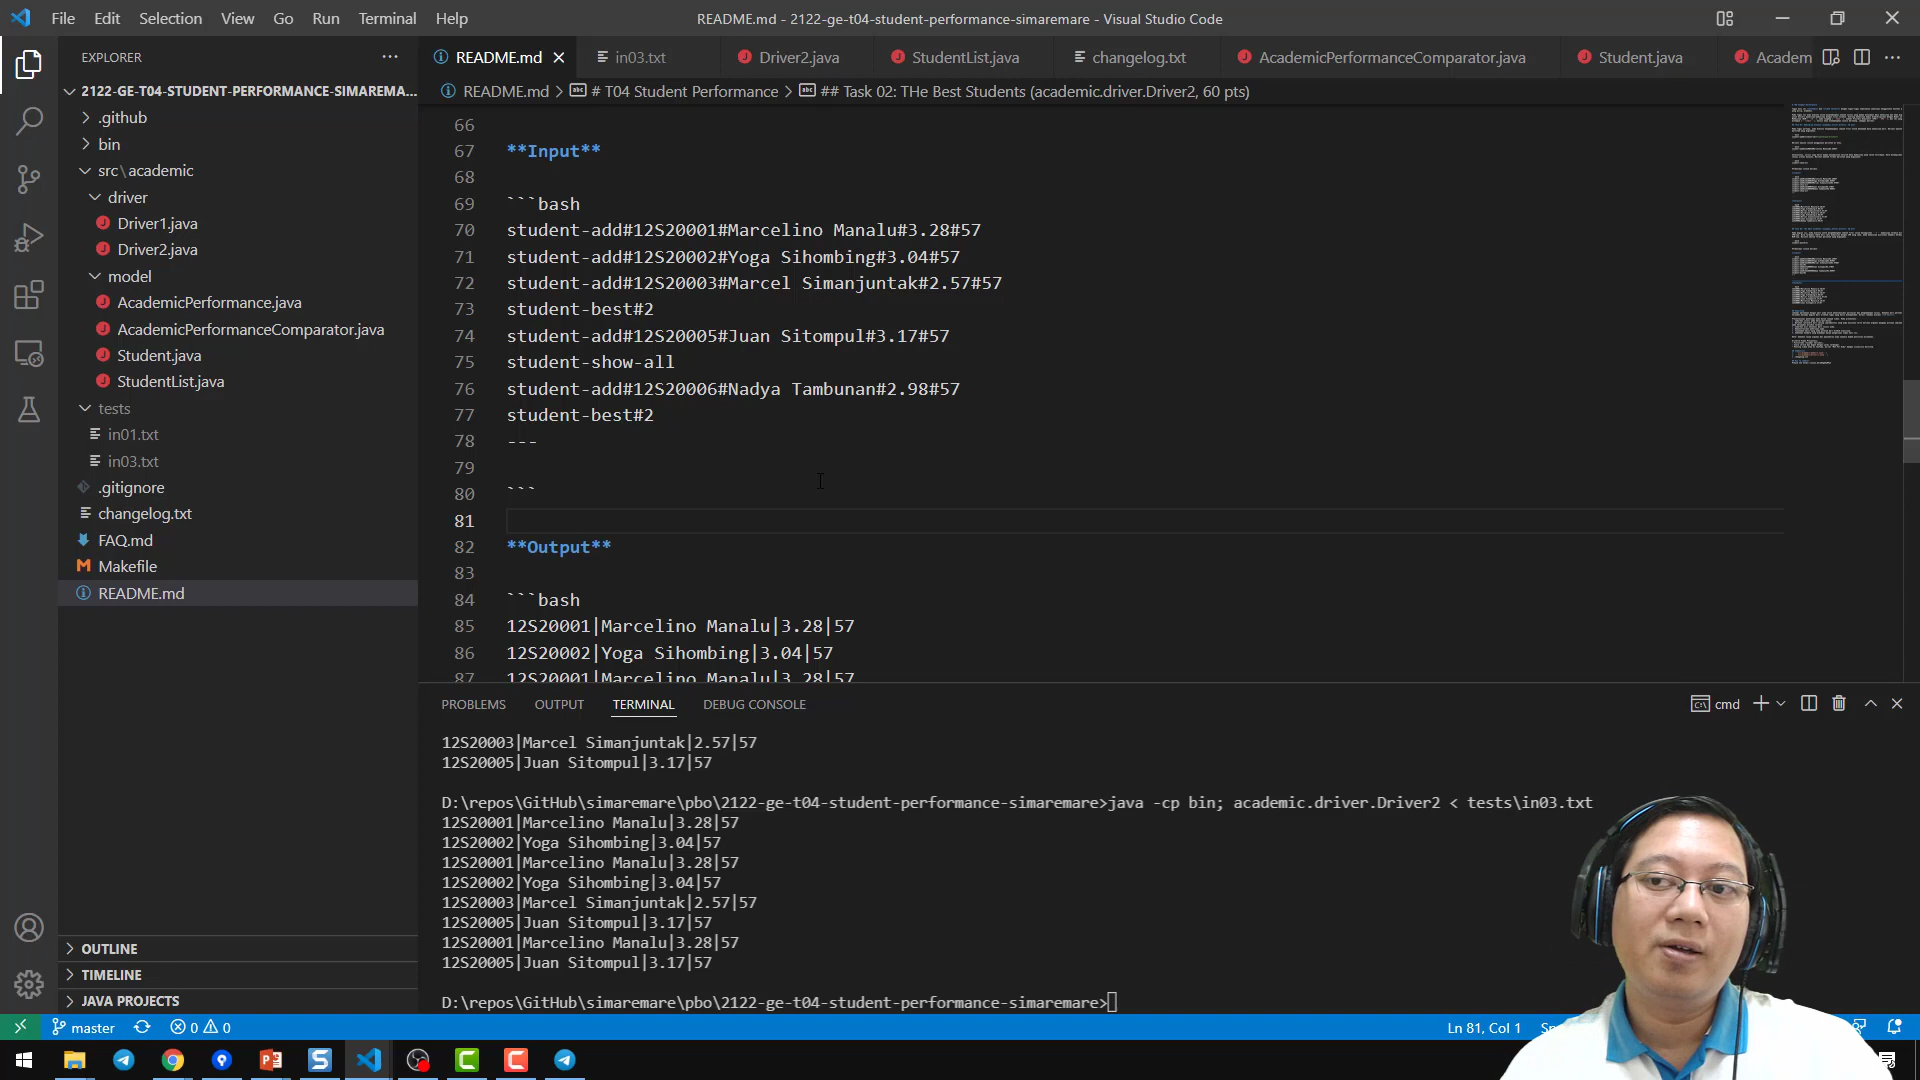 File Edit Selection View Go Run Terminal Help
README.md - 2122-ge-t04-student-performance-simaremare - Visual Studio Code
EXPLORER
README.md in03.txt Driver2.java StudentList.java changelog.txt AcademicPerformanceComparator.java Student.java Academ
2122-GE-T04-STUDENT-PERFORMANCE-SIMAREMA...
README.md > # T04 Student Performance > ## Task 02: THe Best Students (academic.driver.Driver2, 60 pts)
.github
bin
src\academic
driver
Driver1.java
Driver2.java
model
AcademicPerformance.java
AcademicPerformanceComparator.java
Student.java
StudentList.java
tests
in01.txt
in03.txt
.gitignore
changelog.txt
FAQ.md
Makefile
README.md
OUTLINE
TIMELINE
JAVA PROJECTS
66
67 **Input**
68
69 ```bash
70 student-add#12S20001#Marcelino Manalu#3.28#57
71 student-add#12S20002#Yoga Sihombing#3.04#57
72 student-add#12S20003#Marcel Simanjuntak#2.57#57
73 student-best#2
74 student-add#12S20005#Juan Sitompul#3.17#57
75 student-show-all
76 student-add#12S20006#Nadya Tambunan#2.98#57
77 student-best#2
78 ---
79
80 ```
81
82 **Output**
83
84 ```bash
85 12S20001|Marcelino Manalu|3.28|57
86 12S20002|Yoga Sihombing|3.04|57
87 12S20001|Marcelino Manalu|3.28|57
PROBLEMS OUTPUT TERMINAL DEBUG CONSOLE
cmd
12S20003|Marcel Simanjuntak|2.57|57
12S20005|Juan Sitompul|3.17|57
D:\repos\GitHub\simaremare\pbo\2122-ge-t04-student-performance-simaremare>java -cp bin; academic.driver.Driver2 < tests\in03.txt
12S20001|Marcelino Manalu|3.28|57
12S20002|Yoga Sihombing|3.04|57
12S20001|Marcelino Manalu|3.28|57
12S20002|Yoga Sihombing|3.04|57
12S20003|Marcel Simanjuntak|2.57|57
12S20005|Juan Sitompul|3.17|57
12S20001|Marcelino Manalu|3.28|57
12S20005|Juan Sitompul|3.17|57
D:\repos\GitHub\simaremare\pbo\2122-ge-t04-student-performance-simaremare>
master 0 0
Ln 81, Col 1